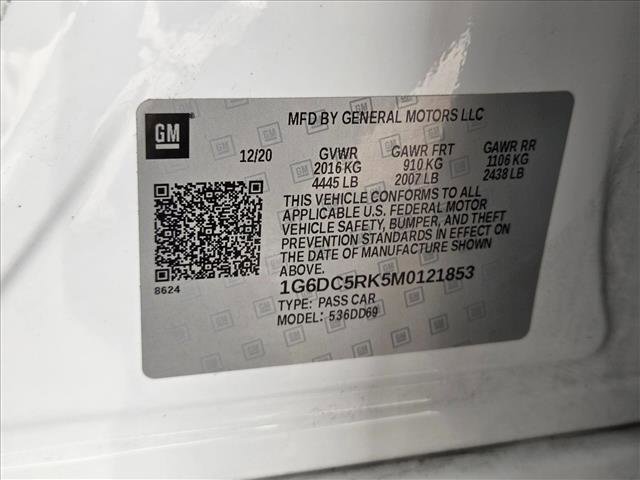 GM
MFD BY GENERAL MOTORS LLC
12/20 GVWR GAWR FRT GAWR RR
2016 KG 910 KG 1106 KG
4445 LB 2007 LB 2438 LB
THIS VEHICLE CONFORMS TO ALL
APPLICABLE U.S. FEDERAL MOTOR
VEHICLE SAFETY, BUMPER, AND THEFT
PREVENTION STANDARDS IN EFFECT ON
THE DATE OF MANUFACTURE SHOWN
ABOVE.
8624
1G6DC5RK5M0121853
TYPE: PASS CAR
MODEL: 536DD69